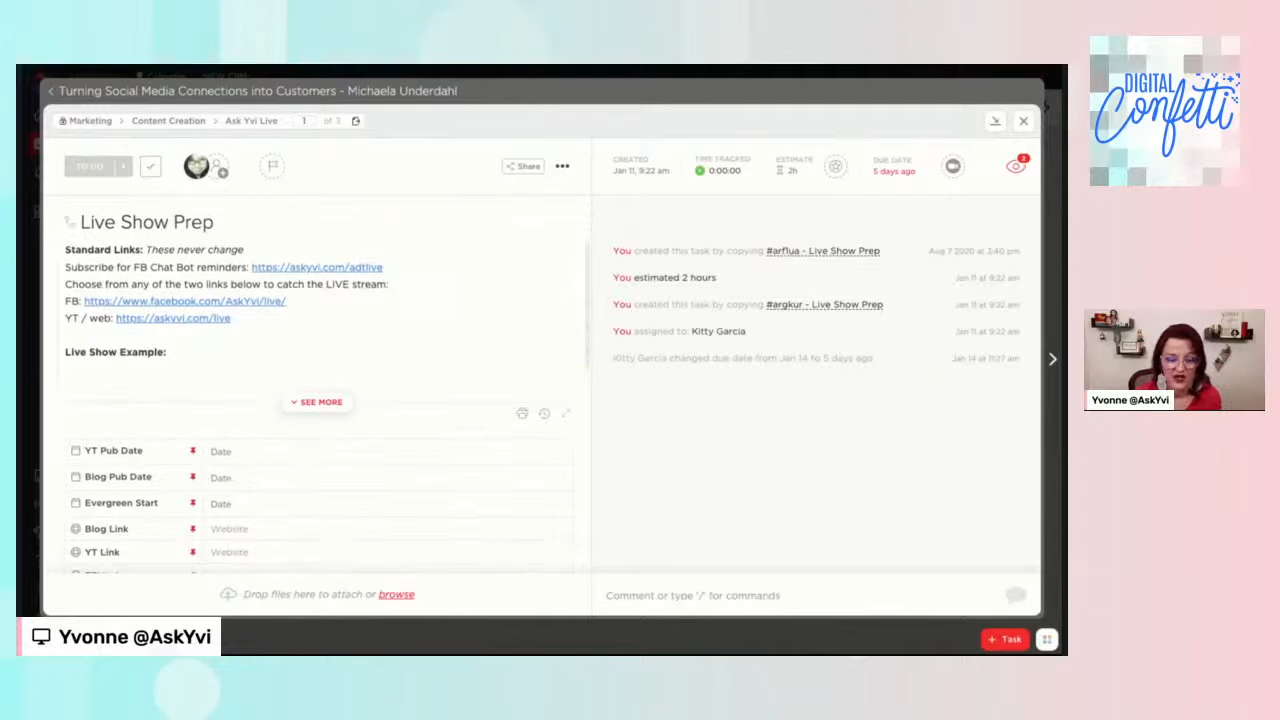 Turning Social Media Connections into Customers - Michaela Underdahl
Marketing > Content Creation > Ask Yvi Live 1 of 3
TO DO
Share
CREATED
Jan 11, 9:22 am
TIME TRACKED
0:00:00
ESTIMATE
2h
DUE DATE
5 days ago
2
Live Show Prep
Standard Links: These never change
Subscribe for FB Chat Bot reminders: https://askyvi.com/adtlive
Choose from any of the two links below to catch the LIVE stream:
FB: https://www.facebook.com/AskYvi/live/
YT / web: https://askyvi.com/live
Live Show Example:
SEE MORE
YT Pub Date Date
Blog Pub Date Date
Evergreen Start Date
Blog Link Website
YT Link Website
Drop files here to attach or browse
You created this task by copying #arflua - Live Show Prep Aug 7 2020 at 3:40 pm
You estimated 2 hours Jan 11 at 9:22 am
You created this task by copying #argkur - Live Show Prep Jan 11 at 9:22 am
You assigned to: Kitty Garcia Jan 11 at 9:22 am
Kitty Garcia changed due date from Jan 14 to 5 days ago Jan 14 at 11:27 am
Comment or type '/' for commands
+ Task
Yvonne @AskYvi
DIGITAL
Confetti
Yvonne @AskYvi